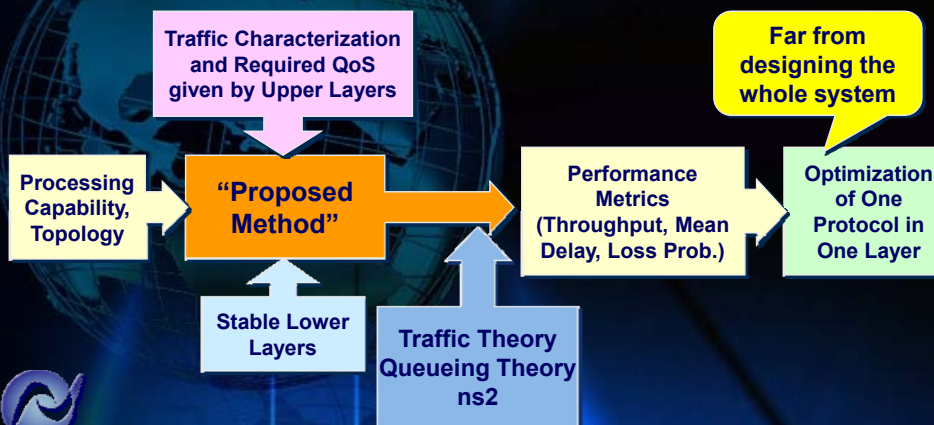 Traffic Characterization
and Required QoS
given by Upper Layers
Far from
designing the
whole system
Processing
Capability,
Topology
“Proposed
Method”
Performance
Metrics
(Throughput, Mean
Delay, Loss Prob.)
Optimization
of One
Protocol in
One Layer
Stable Lower
Layers
Traffic Theory
Queueing Theory
ns2